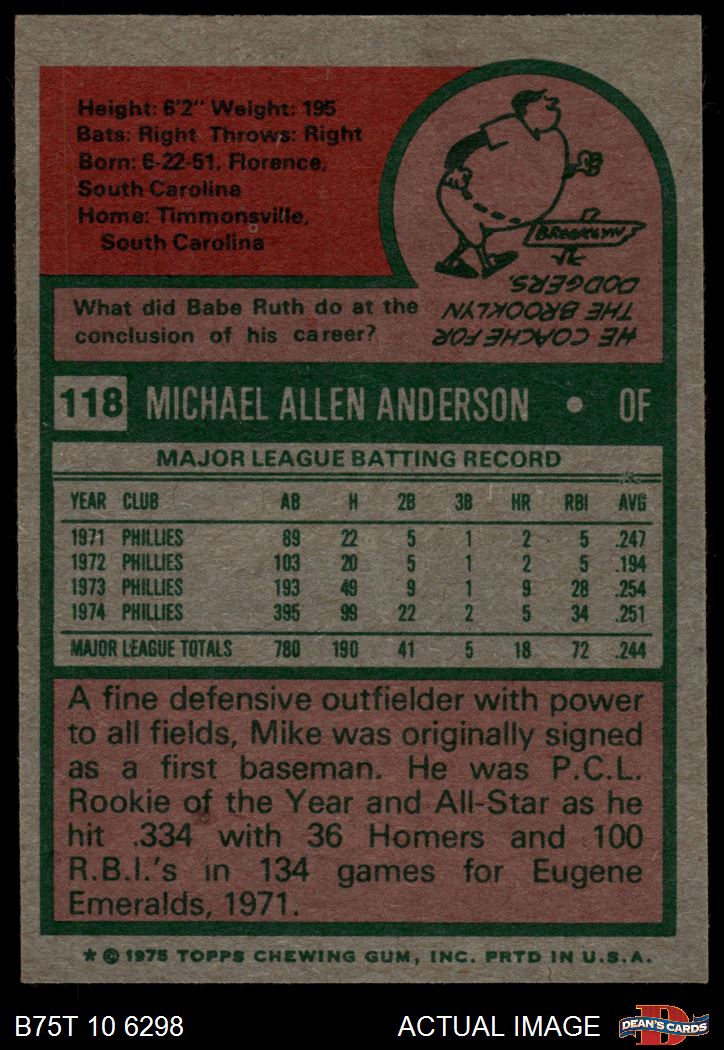 Height: 6'2" Weight: 195
Bats: Right Throws: Right
Born: 6-22-51, Florence,
South Carolina
Home: Timmonsville,
South Carolina
BROOKLYN
What did Babe Ruth do at the
conclusion of his career?
HE COACHED FOR
THE BROOKLYN
DODGERS.
118 MICHAEL ALLEN ANDERSON • OF
MAJOR LEAGUE BATTING RECORD
YEAR CLUB AB H 2B 3B HR RBI AVG
1971 PHILLIES 89 22 5 1 2 5 .247
1972 PHILLIES 103 20 5 1 2 5 .194
1973 PHILLIES 193 49 9 1 9 28 .254
1974 PHILLIES 395 99 22 2 5 34 .251
MAJOR LEAGUE TOTALS 780 190 41 5 18 72 .244
A fine defensive outfielder with power
to all fields, Mike was originally signed
as a first baseman. He was P.C.L.
Rookie of the Year and All-Star as he
hit .334 with 36 Homers and 100
R.B.I.'s in 134 games for Eugene
Emeralds, 1971.
* © 1975 TOPPS CHEWING GUM, INC. PRTD IN U.S.A.
B75T 10 6298 ACTUAL IMAGE
D
DEAN'S CARDS